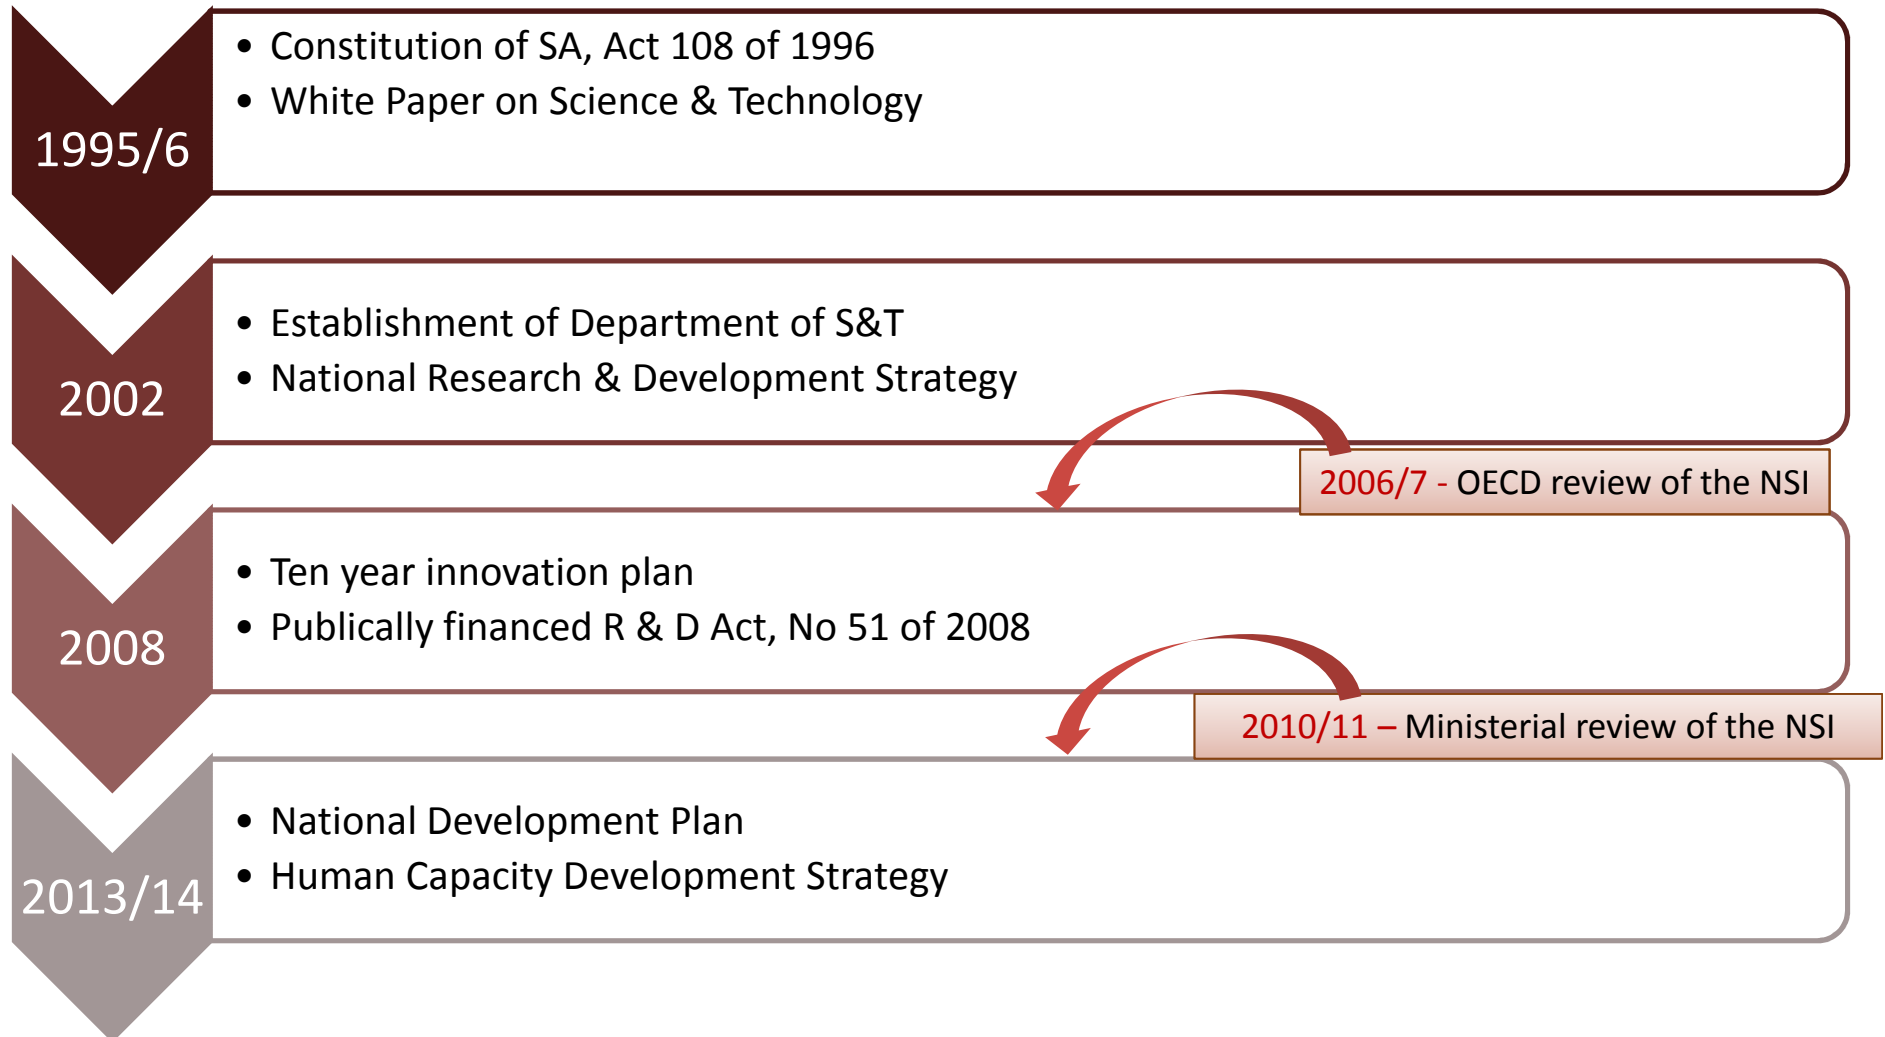 1995/6
• Constitution of SA, Act 108 of 1996
• White Paper on Science & Technology
2002
• Establishment of Department of S&T
• National Research & Development Strategy
2006/7 - OECD review of the NSI
2008
• Ten year innovation plan
• Publically financed R & D Act, No 51 of 2008
2010/11 – Ministerial review of the NSI
2013/14
• National Development Plan
• Human Capacity Development Strategy